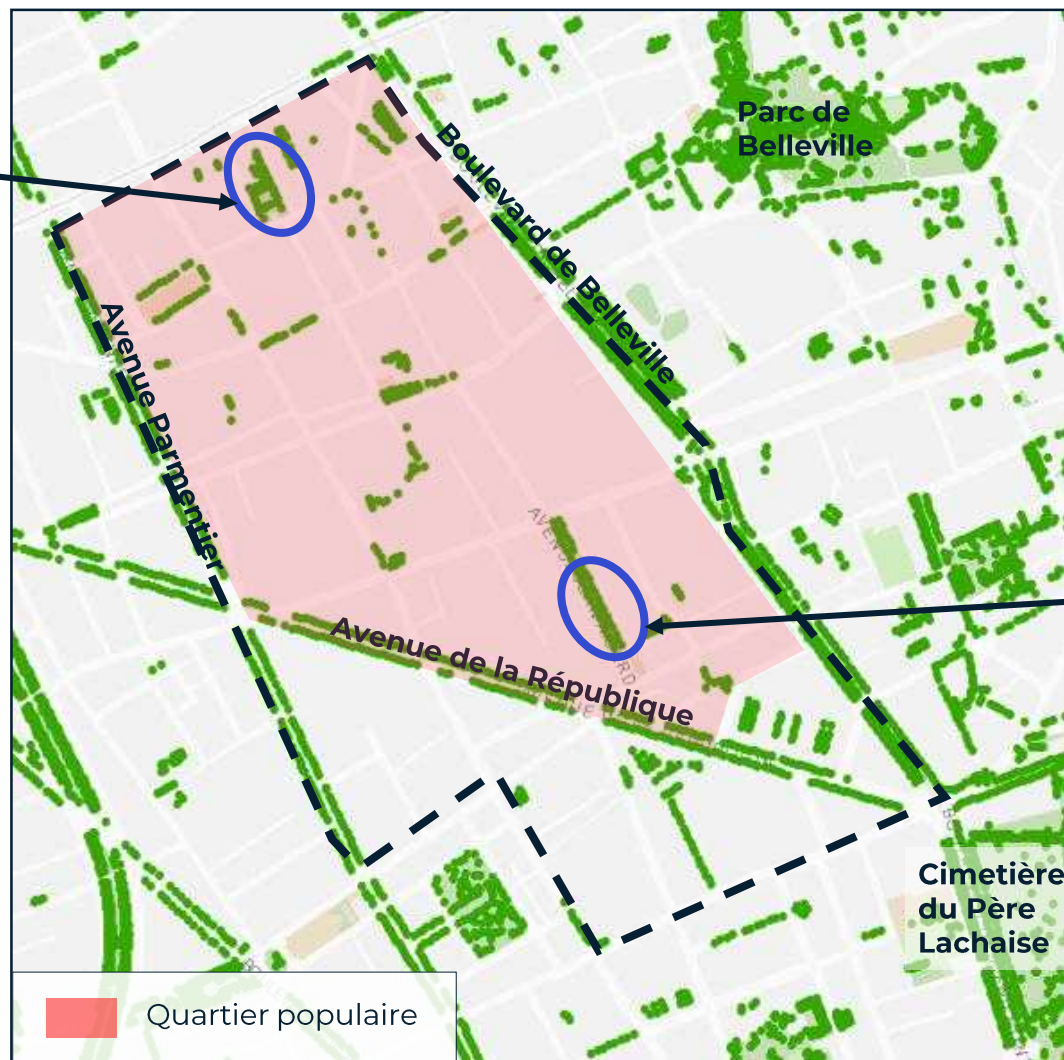 Parc de
Belleville
Boulevard de Belleville
Avenue Parmentier
Avenue de la République
Cimetière
du Père
Lachaise
Quartier populaire